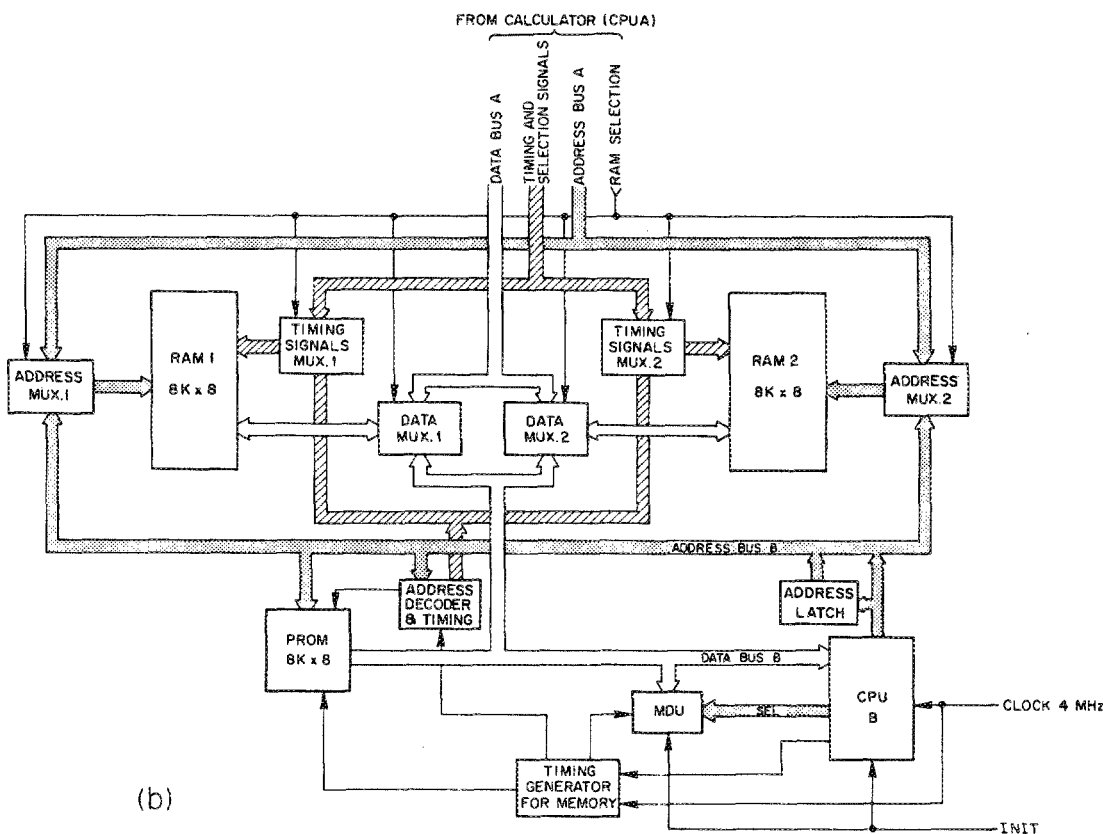 FROM CALCULATOR (CPUA)
DATA BUS A
TIMING AND
SELECTION SIGNALS
ADDRESS BUS A
RAM SELECTION
RAM 1
8K x 8
TIMING
SIGNALS
MUX.1
TIMING
SIGNALS
MUX.2
RAM 2
8K x 8
ADDRESS
MUX.1
ADDRESS
MUX.2
DATA
MUX.1
DATA
MUX.2
ADDRESS BUS B
ADDRESS
DECODER
& TIMING
ADDRESS
LATCH
PROM
8K x 8
DATA BUS B
MDU
SEL
CPU
B
CLOCK 4 MHz
TIMING
GENERATOR
FOR MEMORY
(b)
INIT